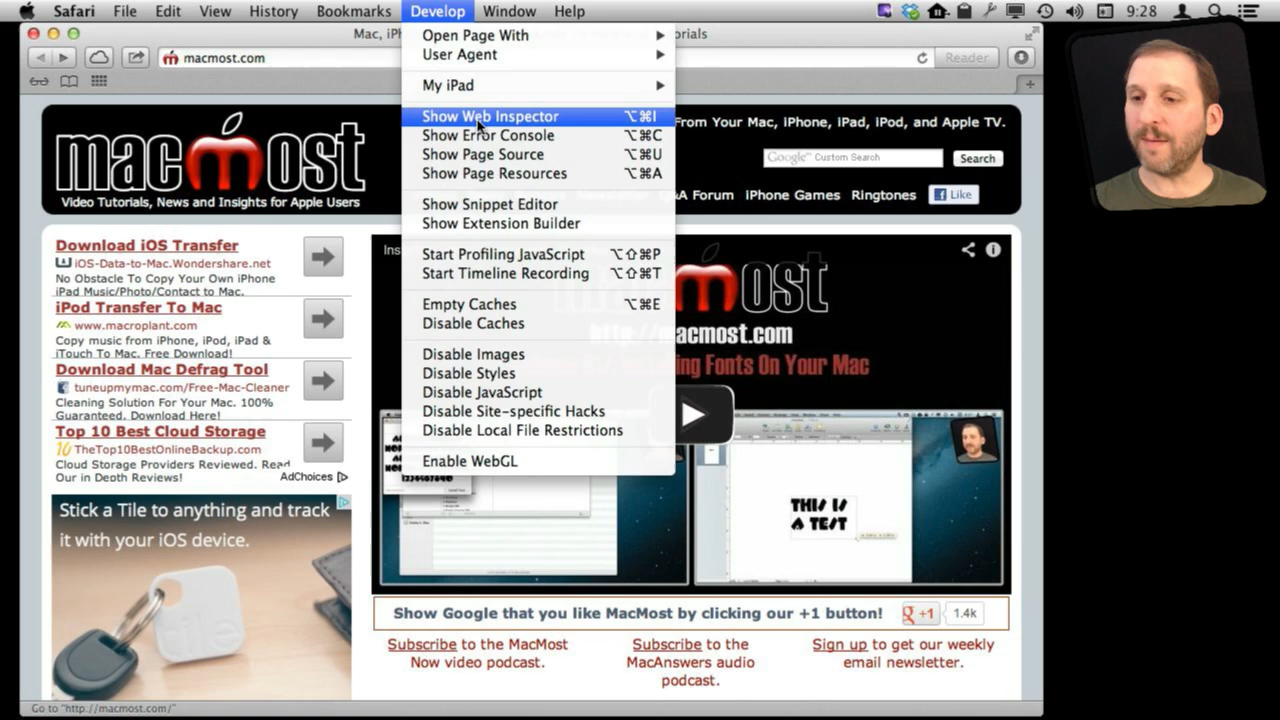 Safari File Edit View History Bookmarks Develop Window Help 9:28
Mac, iPh
orials
macmost.com
Reader
Open Page With
User Agent
My iPad
Show Web Inspector ⌥⌘I
Show Error Console ⌥⌘C
Show Page Source ⌥⌘U
Show Page Resources ⌥⌘A
Show Snippet Editor
Show Extension Builder
Start Profiling JavaScript ⌥⇧⌘P
Start Timeline Recording ⌥⇧⌘T
Empty Caches ⌥⌘E
Disable Caches
Disable Images
Disable Styles
Disable JavaScript
Disable Site-specific Hacks
Disable Local File Restrictions
Enable WebGL
macmost
Video Tutorials, News and Insights for Apple Users
From Your Mac, iPhone, iPad, iPod, and Apple TV.
Google™ Custom Search
Search
Q&A Forum iPhone Games Ringtones Like
Download iOS Transfer
iOS-Data-to-Mac.Wondershare.net
No Obstacle To Copy Your Own iPhone
iPad Music/Photo/Contact to Mac.
iPod Transfer To Mac
www.macroplant.com
Copy music from iPhone, iPod, iPad &
iTouch To Mac. Free Download!
Download Mac Defrag Tool
tuneupmymac.com/Free-Mac-Cleaner
Cleaning Solution For Your Mac. 100%
Guaranteed. Download Here!
Top 10 Best Cloud Storage
TheTop10BestOnlineBackup.com
Cloud Storage Providers Reviewed. Read
Our in Depth Reviews!
AdChoices
Stick a Tile to anything and track
it with your iOS device.
Ins
most
http://macmost.com
ing Fonts On Your Mac
THIS IS
A TEST
Show Google that you like MacMost by clicking our +1 button!
+1 1.4k
Subscribe to the MacMost
Now video podcast.
Subscribe to the
MacAnswers audio
podcast.
Sign up to get our weekly
email newsletter.
Go to "http://macmost.com/"